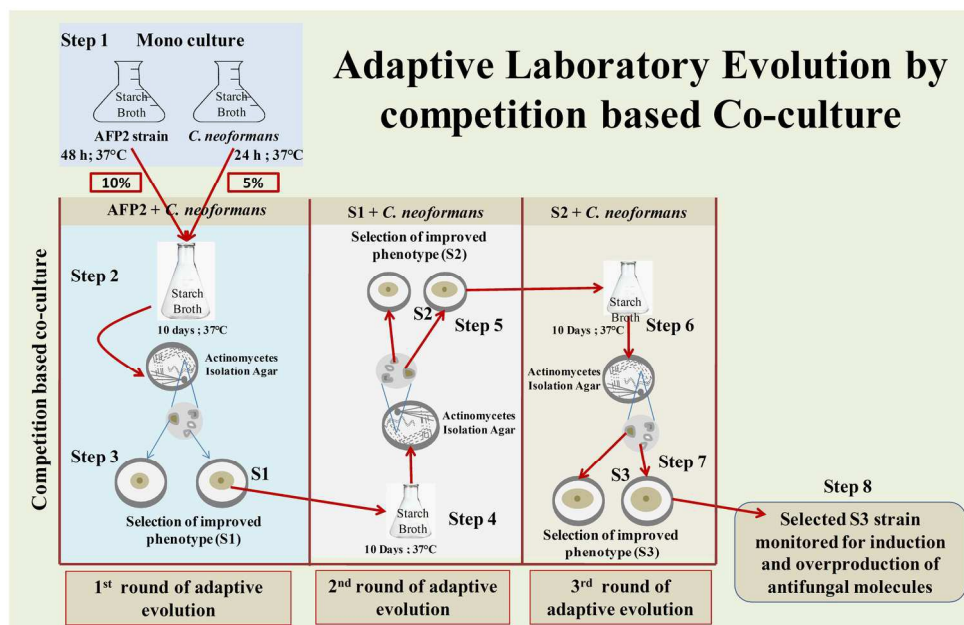 Adaptive Laboratory Evolution by
competition based Co-culture
Step 1 Mono culture
Starch
Broth
Starch
Broth
AFP2 strain
C. neoformans
48 h; 37°C
24 h; 37°C
10%
5%
Competition based co-culture
AFP2 + C. neoformans
Step 2
Starch
Broth
10 days ; 37°C
Actinomycetes
Isolation Agar
Step 3
S1
Selection of improved
phenotype (S1)
1st round of adaptive
evolution
S1 + C. neoformans
Selection of improved
phenotype (S2)
S2
Step 5
Actinomycetes
Isolation Agar
Starch
Broth
Step 4
10 Days ; 37°C
2nd round of adaptive
evolution
S2 + C. neoformans
Starch
Broth
10 Days ; 37°C
Step 6
Actinomycetes
Isolation Agar
S3
Step 7
Selection of improved
phenotype (S3)
3rd round of
adaptive evolution
Step 8
Selected S3 strain
monitored for induction
and overproduction of
antifungal molecules